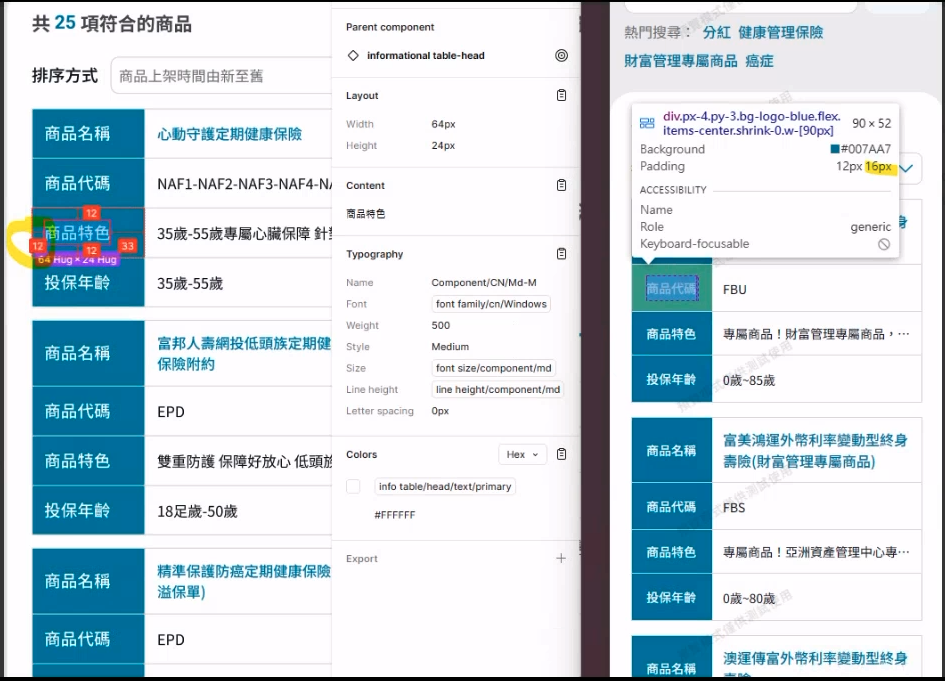 共 25 項符合的商品
排序方式 商品上架時間由新至舊
商品名稱 心動守護定期健康保險
商品代碼 NAF1-NAF2-NAF3-NAF4-NA
12
商品特色 35歲-55歲專屬心臟保障
12 33
12
64 Hug × 24 Hug
投保年齡 35歲-55歲
商品名稱 富邦人壽網投低頭族定期健
保險附約
商品代碼 EPD
商品特色 雙重防護 保障好放心 低頭族
投保年齡 18足歲-50歲
商品名稱 精準保護防癌定期健康保險
溢保單)
商品代碼 EPD
Parent component
informational table-head
Layout
Width 64px
Height 24px
Content
商品特色
Typography
Name Component/CN/Md-M
Font font family/cn/Windows
Weight 500
Style Medium
Size font size/component/md
Line height line height/component/md
Letter spacing 0px
Colors Hex
info table/head/text/primary
#FFFFFF
Export
熱門搜尋： 分紅 健康管理保險
財富管理專屬商品 癌症
div.px-4.py-3.bg-logo-blue.flex.
items-center.shrink-0.w-[90px] 90 × 52
Background #007AA7
Padding 12px 16px
ACCESSIBILITY
Name
Role generic
Keyboard-focusable
身
商品代碼 FBU
商品特色 專屬商品！財富管理專屬商品，…
投保年齡 0歲~85歲
商品名稱 富美鴻運外幣利率變動型終身
壽險(財富管理專屬商品)
商品代碼 FBS
商品特色 專屬商品！亞洲資產管理中心專…
投保年齡 0歲~80歲
商品名稱 澳運傳富外幣利率變動型終身
壽險